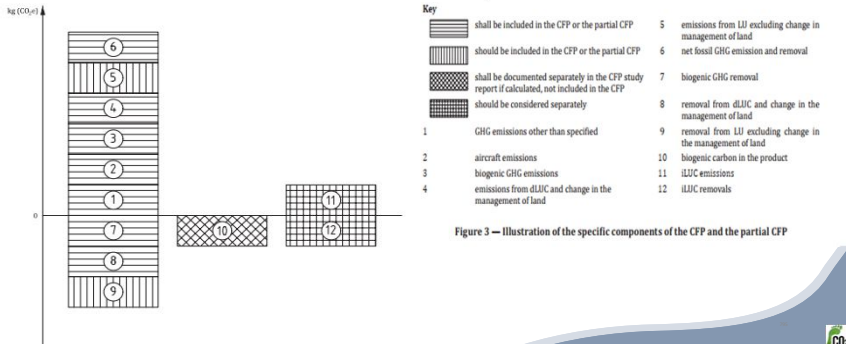 kg (CO₂e)
6
5
4
3
2
1
0
7
8
9
10
11
12
Key
shall be included in the CFP or the partial CFP
should be included in the CFP or the partial CFP
shall be documented separately in the CFP study
report if calculated, not included in the CFP
should be considered separately
1 GHG emissions other than specified
2 aircraft emissions
3 biogenic GHG emissions
4 emissions from dLUC and change in the
management of land
5 emissions from LU excluding change in
management of land
6 net fossil GHG emission and removal
7 biogenic GHG removal
8 removal from dLUC and change in the
management of land
9 removal from LU excluding change in
the management of land
10 biogenic carbon in the product
11 iLUC emissions
12 iLUC removals
Figure 3 — Illustration of the specific components of the CFP and the partial CFP